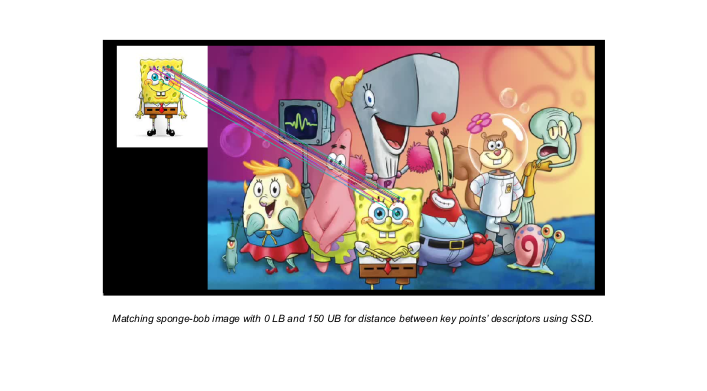 Matching sponge-bob image with 0 LB and 150 UB for distance between key points' descriptors using SSD.